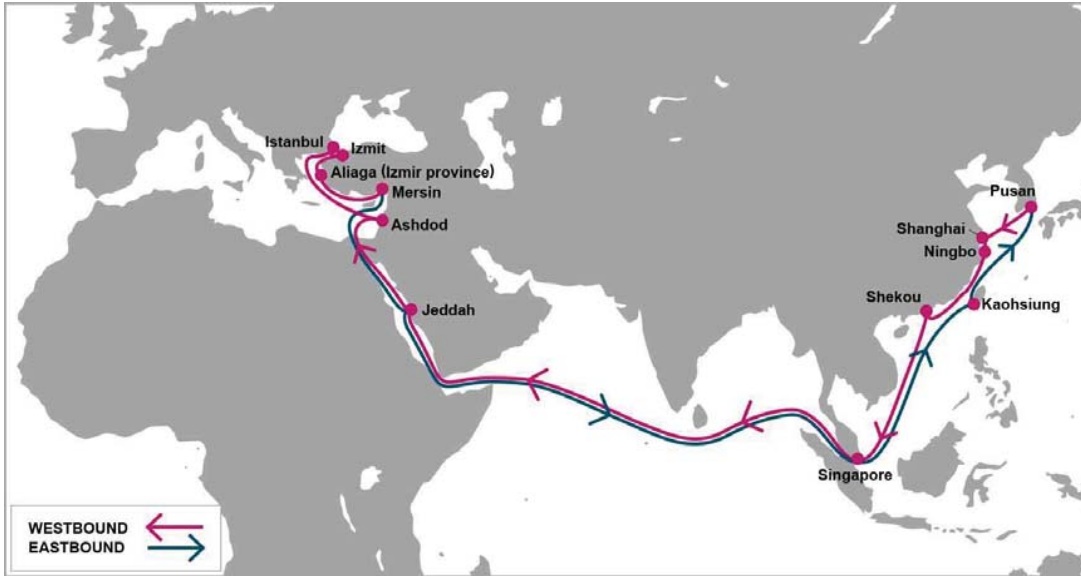 Istanbul
Izmit
Aliaga (Izmir province)
Mersin
Ashdod
Jeddah
Pusan
Shanghai
Ningbo
Shekou
Kaohsiung
Singapore
WESTBOUND
EASTBOUND